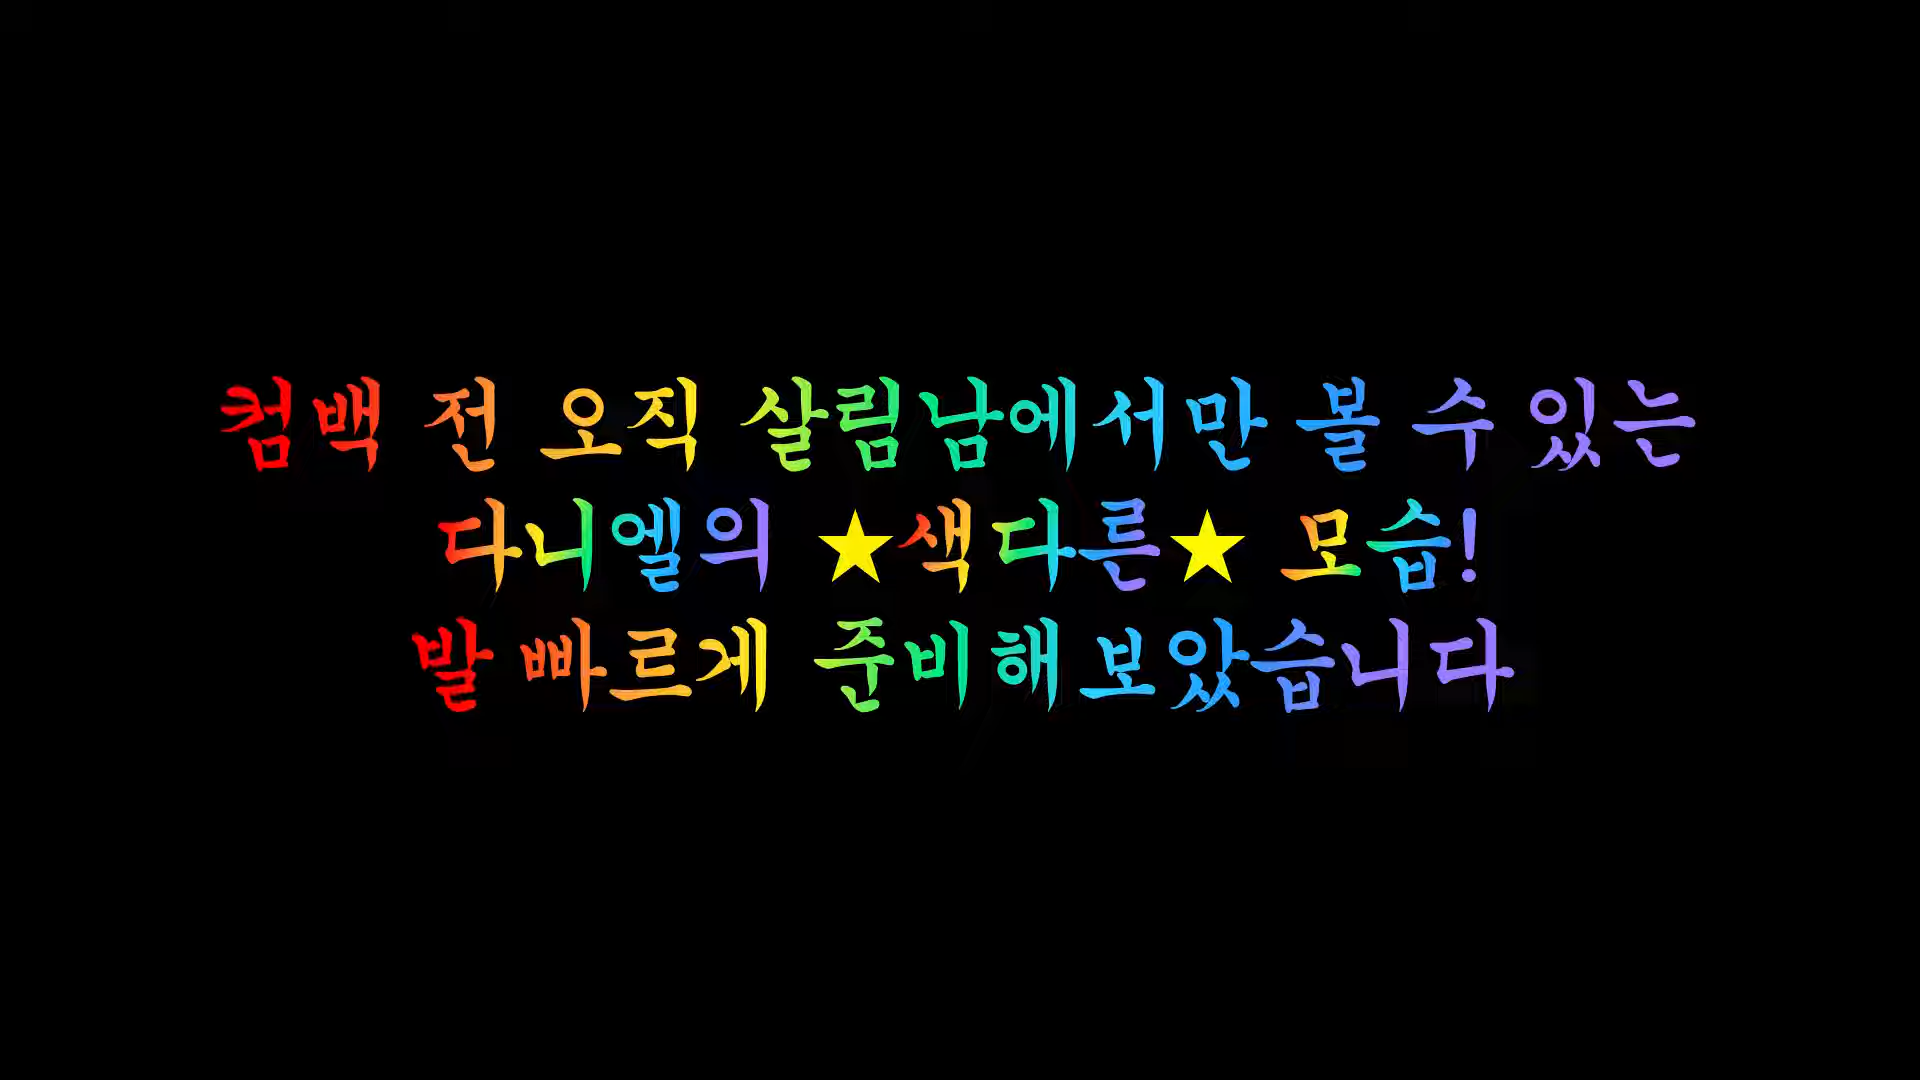 컴백 전 오직 살림남에서만 볼 수 있는
다니엘의 ★색다른★ 모습!
발 빠르게 준비해 보았습니다